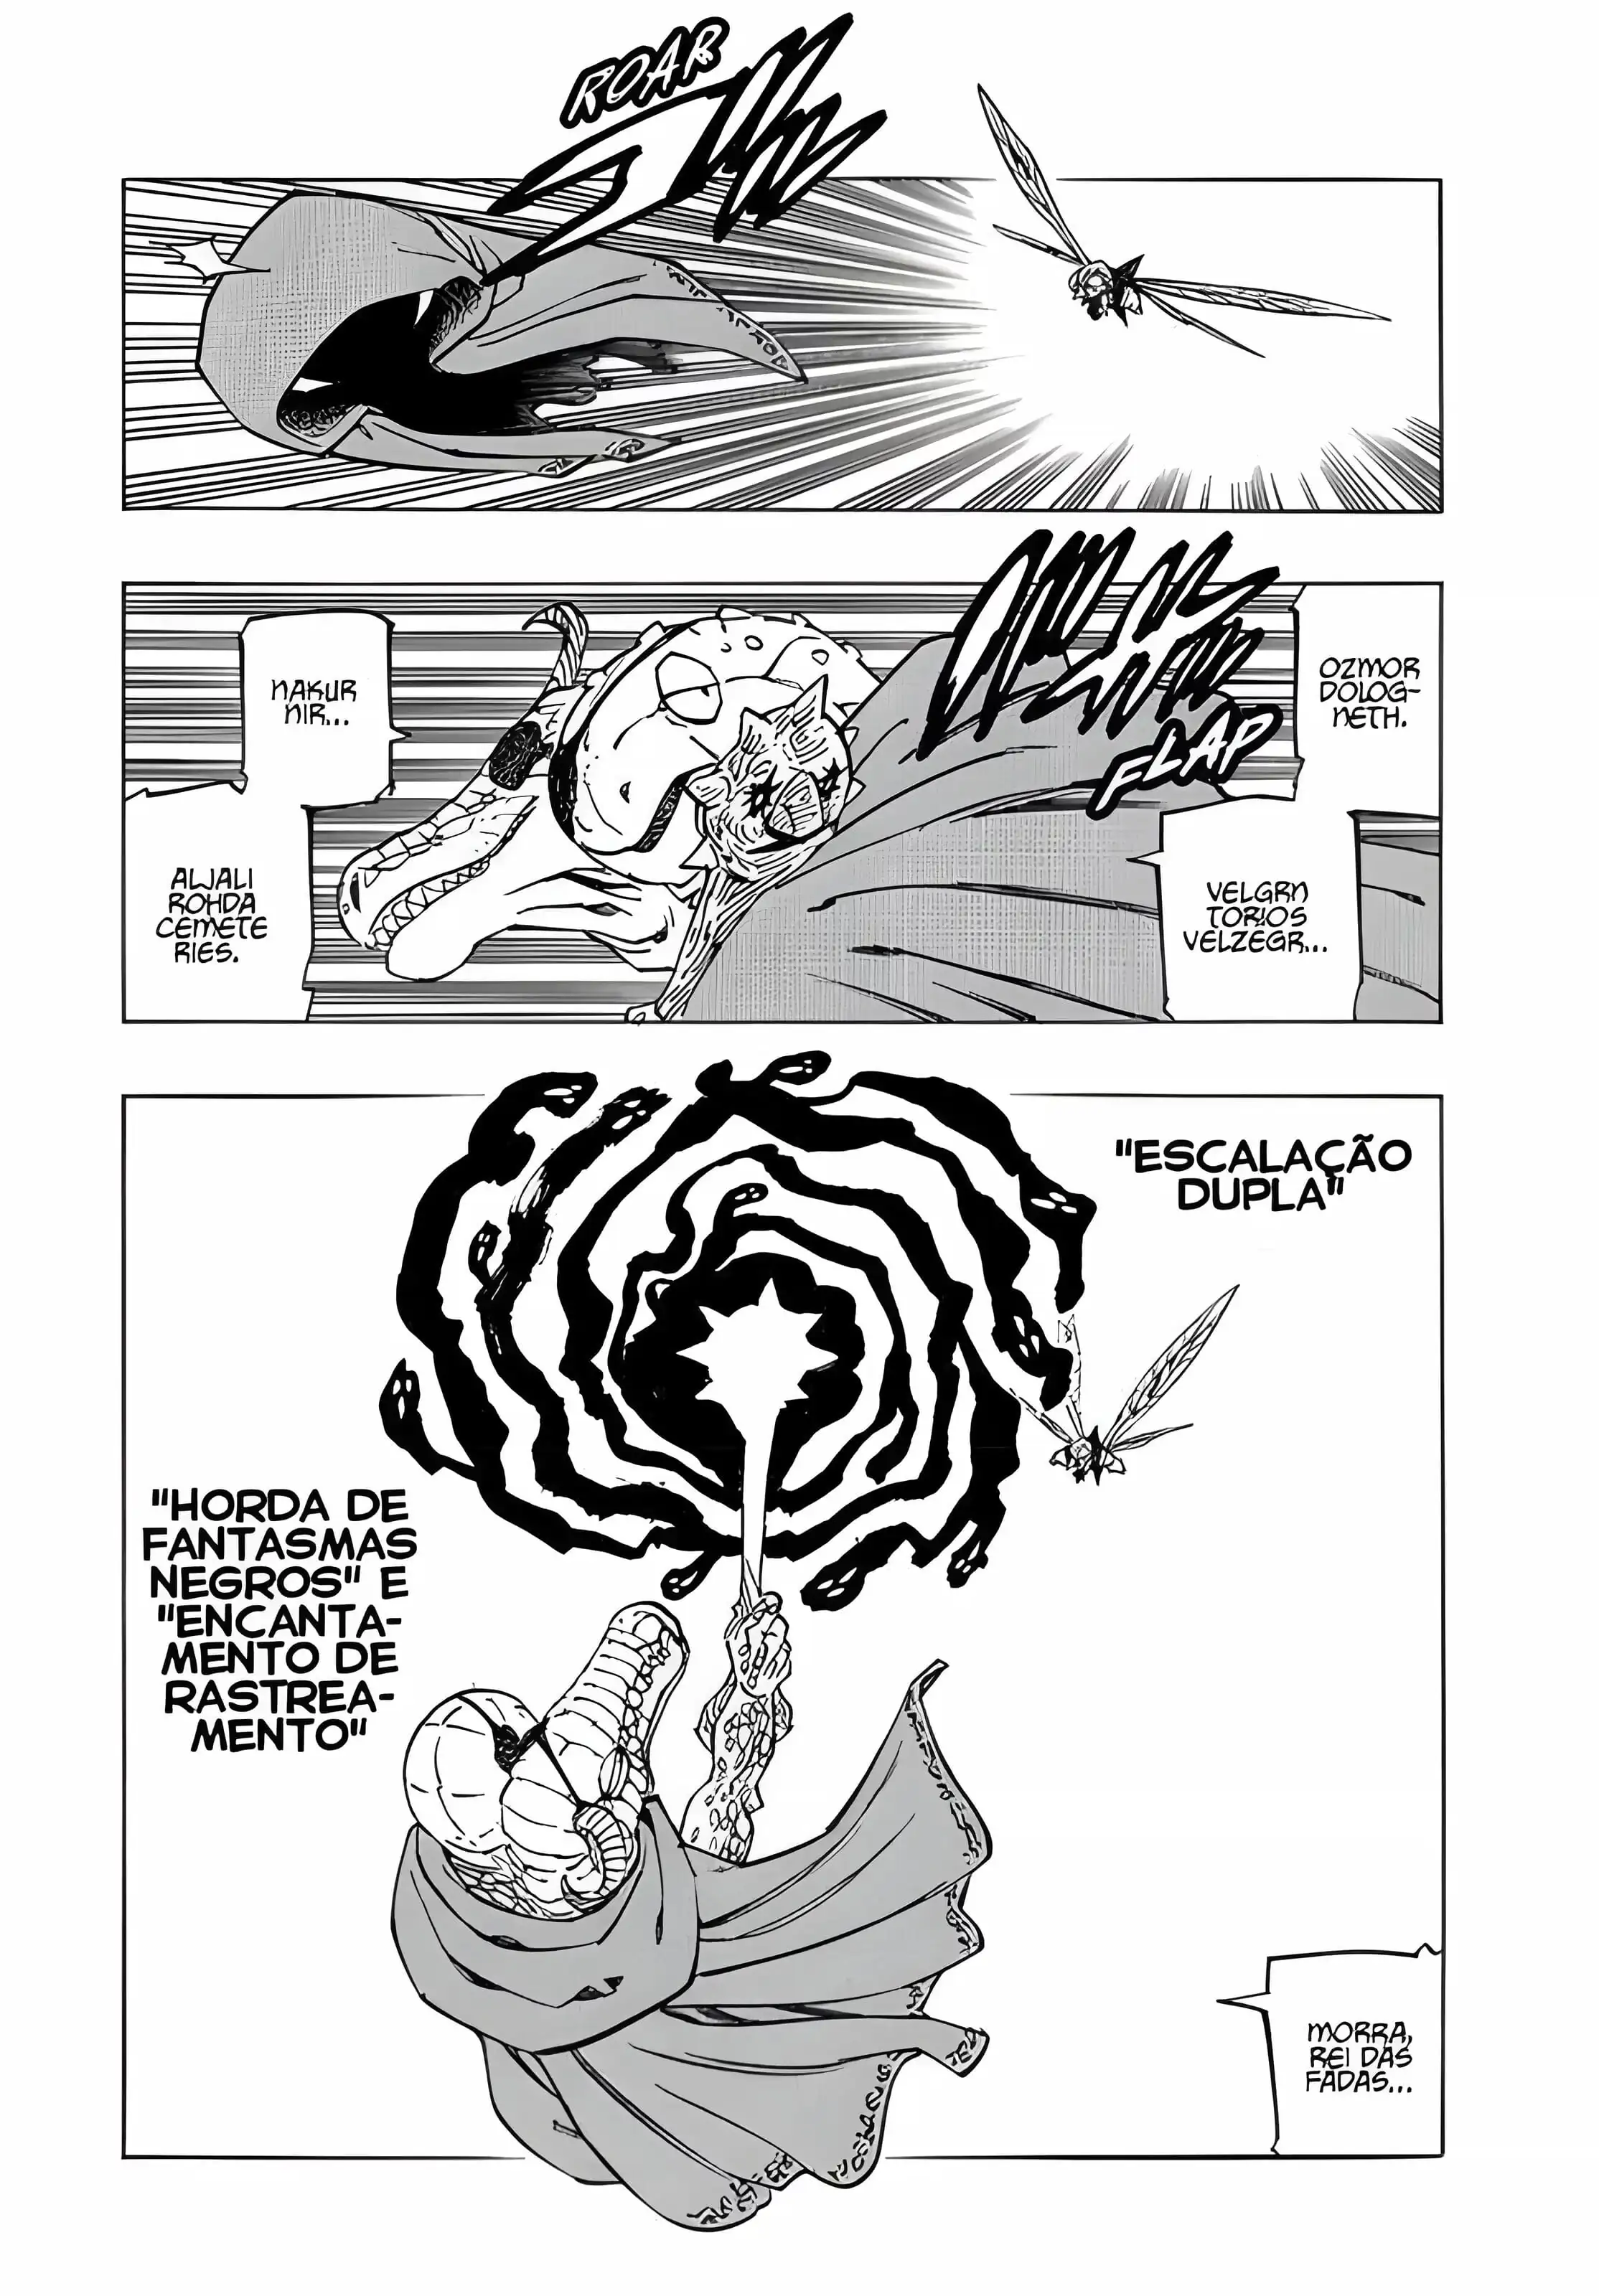 ROAR
OZMOR
DOLOG-
NETH.
FLAP
VELGRN
TORIOS
VELZEGR...
NAKUR
NIR...
ALJALI
ROHDA
CEMETE
RIES.
"ESCALAÇÃO
DUPLA"
"HORDA DE
FANTASMAS
NEGROS" E
"ENCANTA-
MENTO DE
RASTREA-
MENTO"
MORRA,
REI DAS
FADAS...